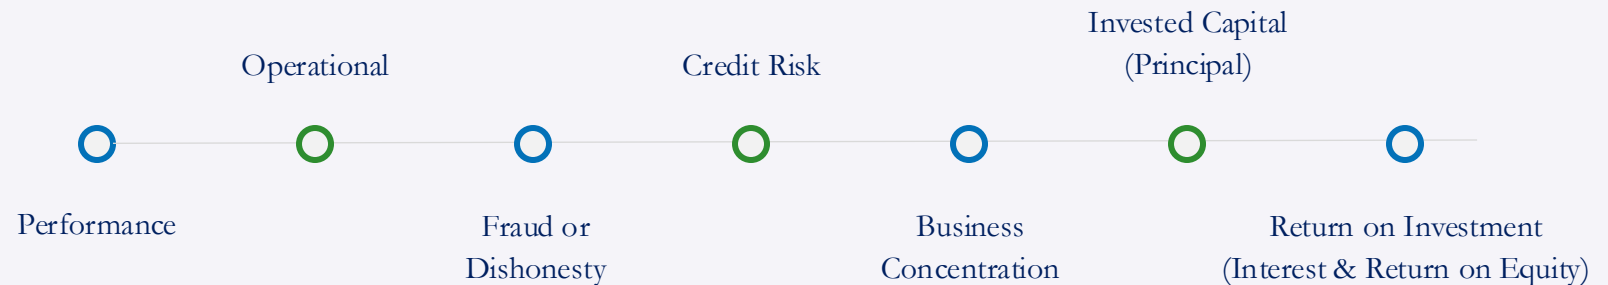 Performance
Operational
Fraud or
Dishonesty
Credit Risk
Business
Concentration
Invested Capital
(Principal)
Return on Investment
(Interest & Return on Equity)